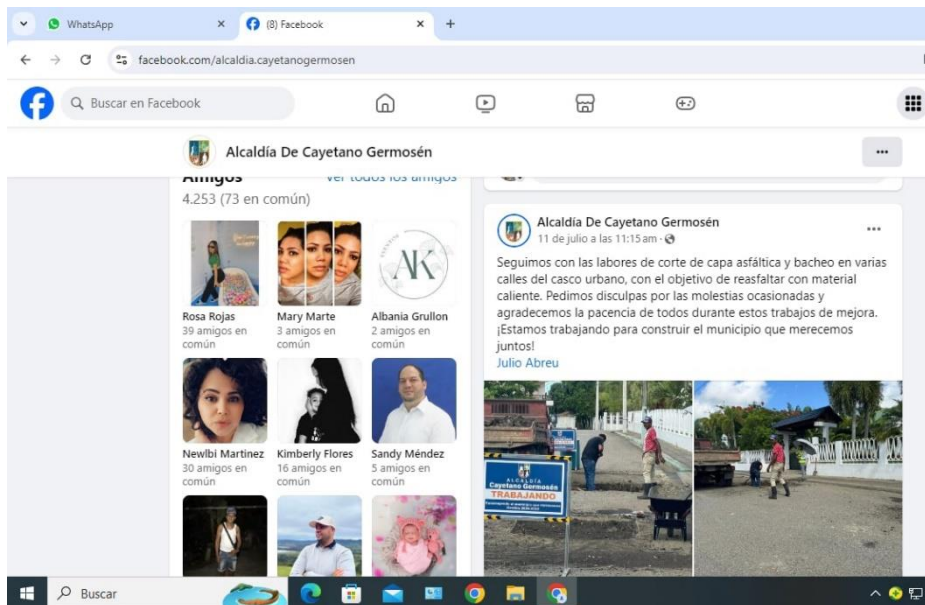 WhatsApp
(8) Facebook
facebook.com/alcaldia.cayetanogermosen
Buscar en Facebook
Alcaldía De Cayetano Germosén
Amigos
Ver todos los amigos
4.253 (73 en común)
Rosa Rojas
39 amigos en
común
Mary Marte
3 amigos en
común
Albania Grullon
2 amigos en
común
Newlbi Martinez
30 amigos en
común
Kimberly Flores
16 amigos en
común
Sandy Méndez
5 amigos en
común
Alcaldía De Cayetano Germosén
11 de julio a las 11:15 am
Seguimos con las labores de corte de capa asfáltica y bacheo en varias
calles del casco urbano, con el objetivo de reasfaltar con material
caliente. Pedimos disculpas por las molestias ocasionadas y
agradecemos la pacencia de todos durante estos trabajos de mejora.
¡Estamos trabajando para construir el municipio que merecemos
juntos!
Julio Abreu
AK
ALCALDÍA
Cayetano Germosén
TRABAJANDO
Buscar